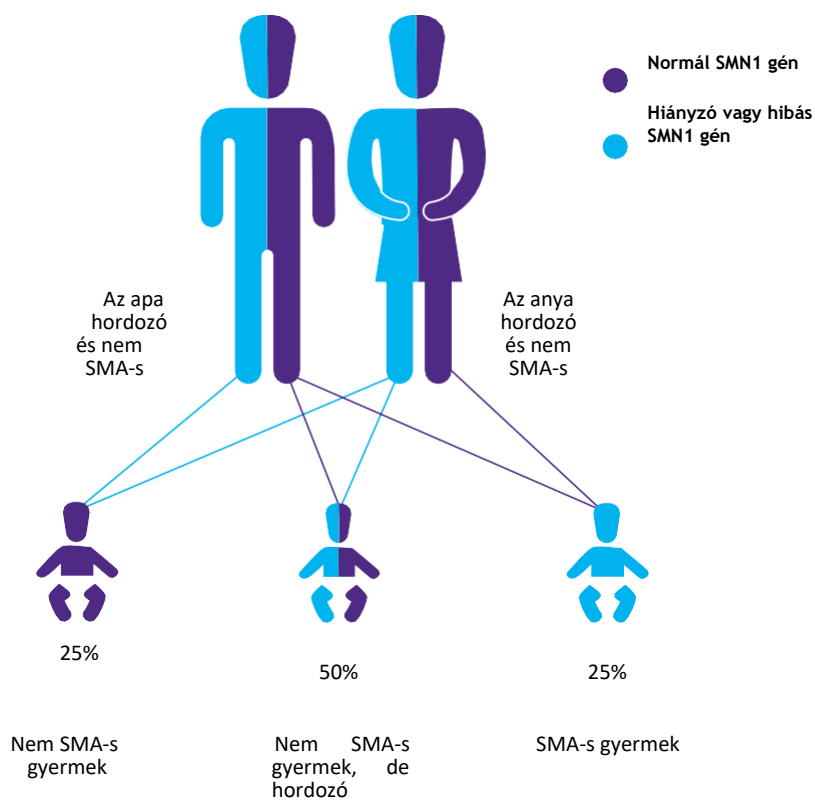 Normál SMN1 gén
Hiányzó vagy hibás
SMN1 gén
Az apa
hordozó
és nem
SMA-s
Az anya
hordozó
és nem
SMA-s
25%
50%
25%
Nem SMA-s
gyermek
Nem SMA-s
gyermek, de
hordozó
SMA-s gyermek